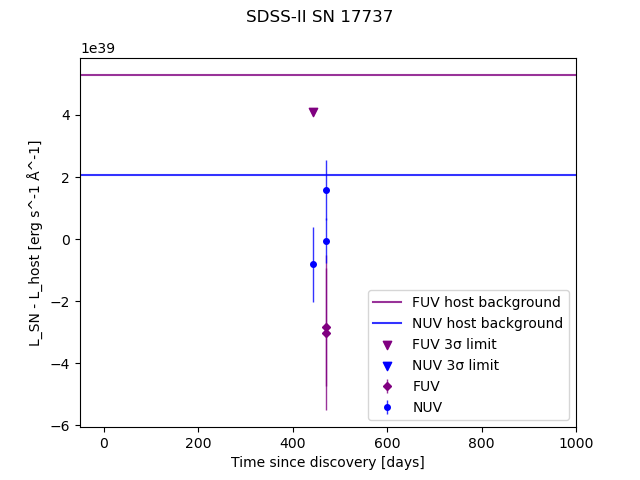 SDSS-II SN 17737
1e39
L_SN - L_host [erg s^-1 Å^-1]
4
2
0
−2
−4
−6
FUV host background
NUV host background
FUV 3σ limit
NUV 3σ limit
FUV
NUV
0
200
400
600
800
1000
Time since discovery [days]